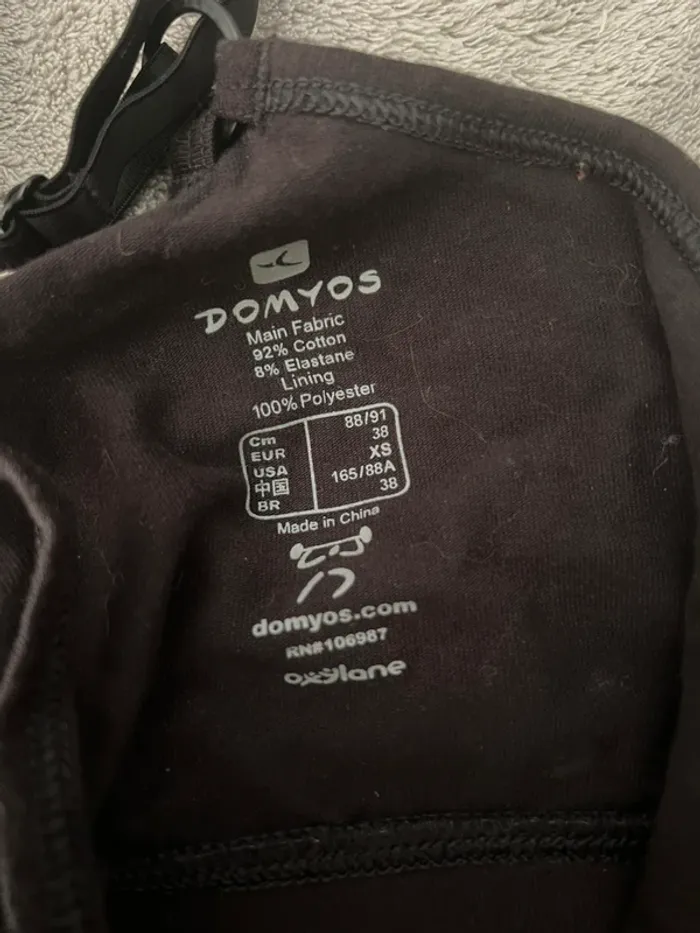 DOMYOS
Main Fabric
92% Cotton
8% Elastane
Lining
100% Polyester
Cm 88/91
EUR 38
USA XS
中国 165/88A
BR 38
Made in China
domyos.com
RN#106987
oxylane